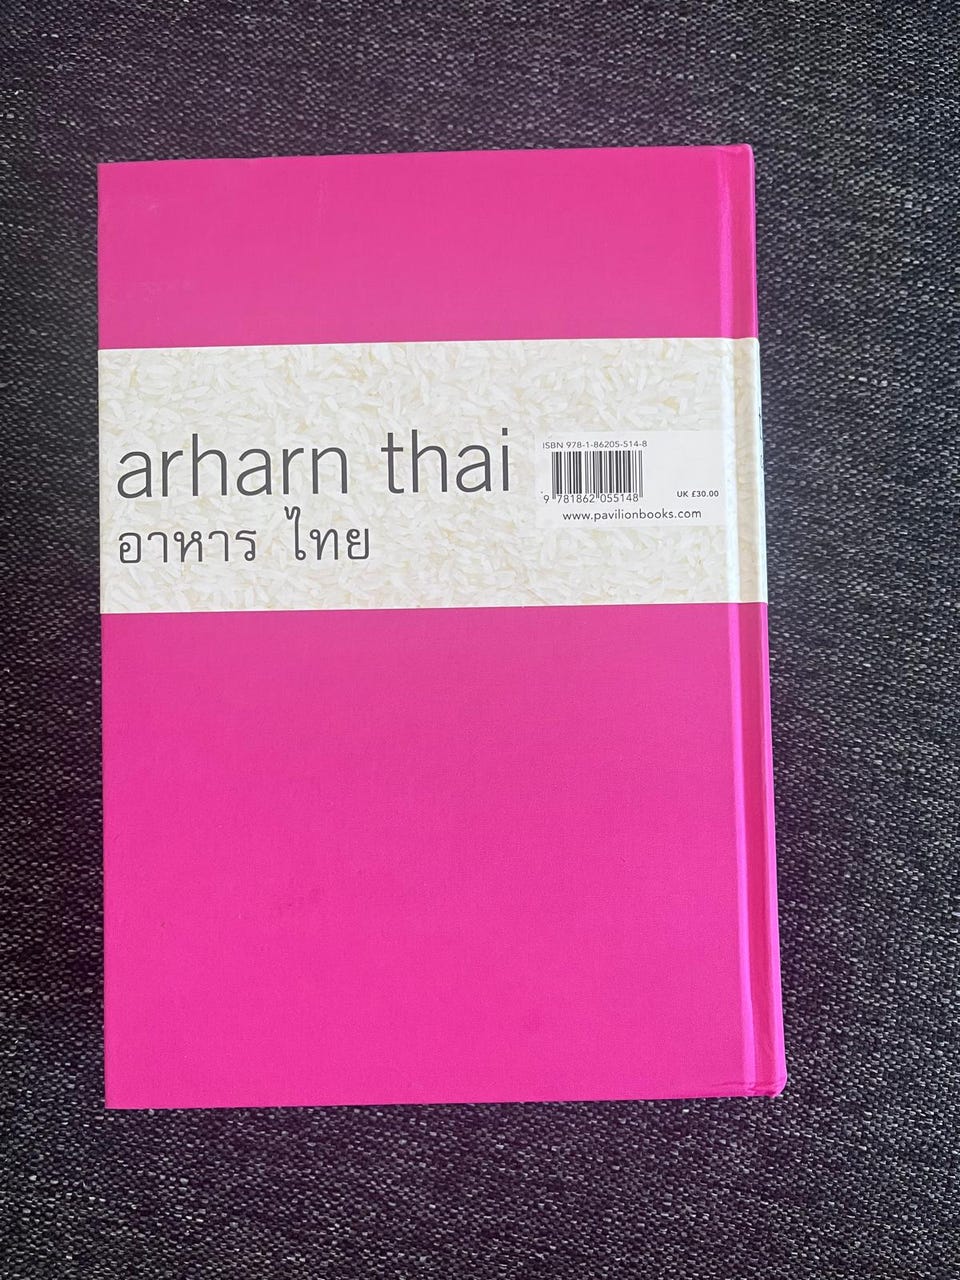 arharn thai
อาหาร ไทย
ISBN 978-1-86205-514-8
9 781862 055148
UK £30.00
www.pavilionbooks.com